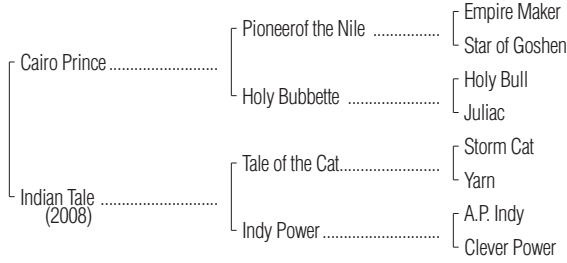 Empire Maker
Pioneerof the Nile ................
Star of Goshen
Cairo Prince ..........................
Holy Bull
Holy Bubbette ......................
Juliac
Storm Cat
Tale of the Cat........................
Yarn
Indian Tale ............................
(2008)
A.P. Indy
Indy Power ............................
Clever Power